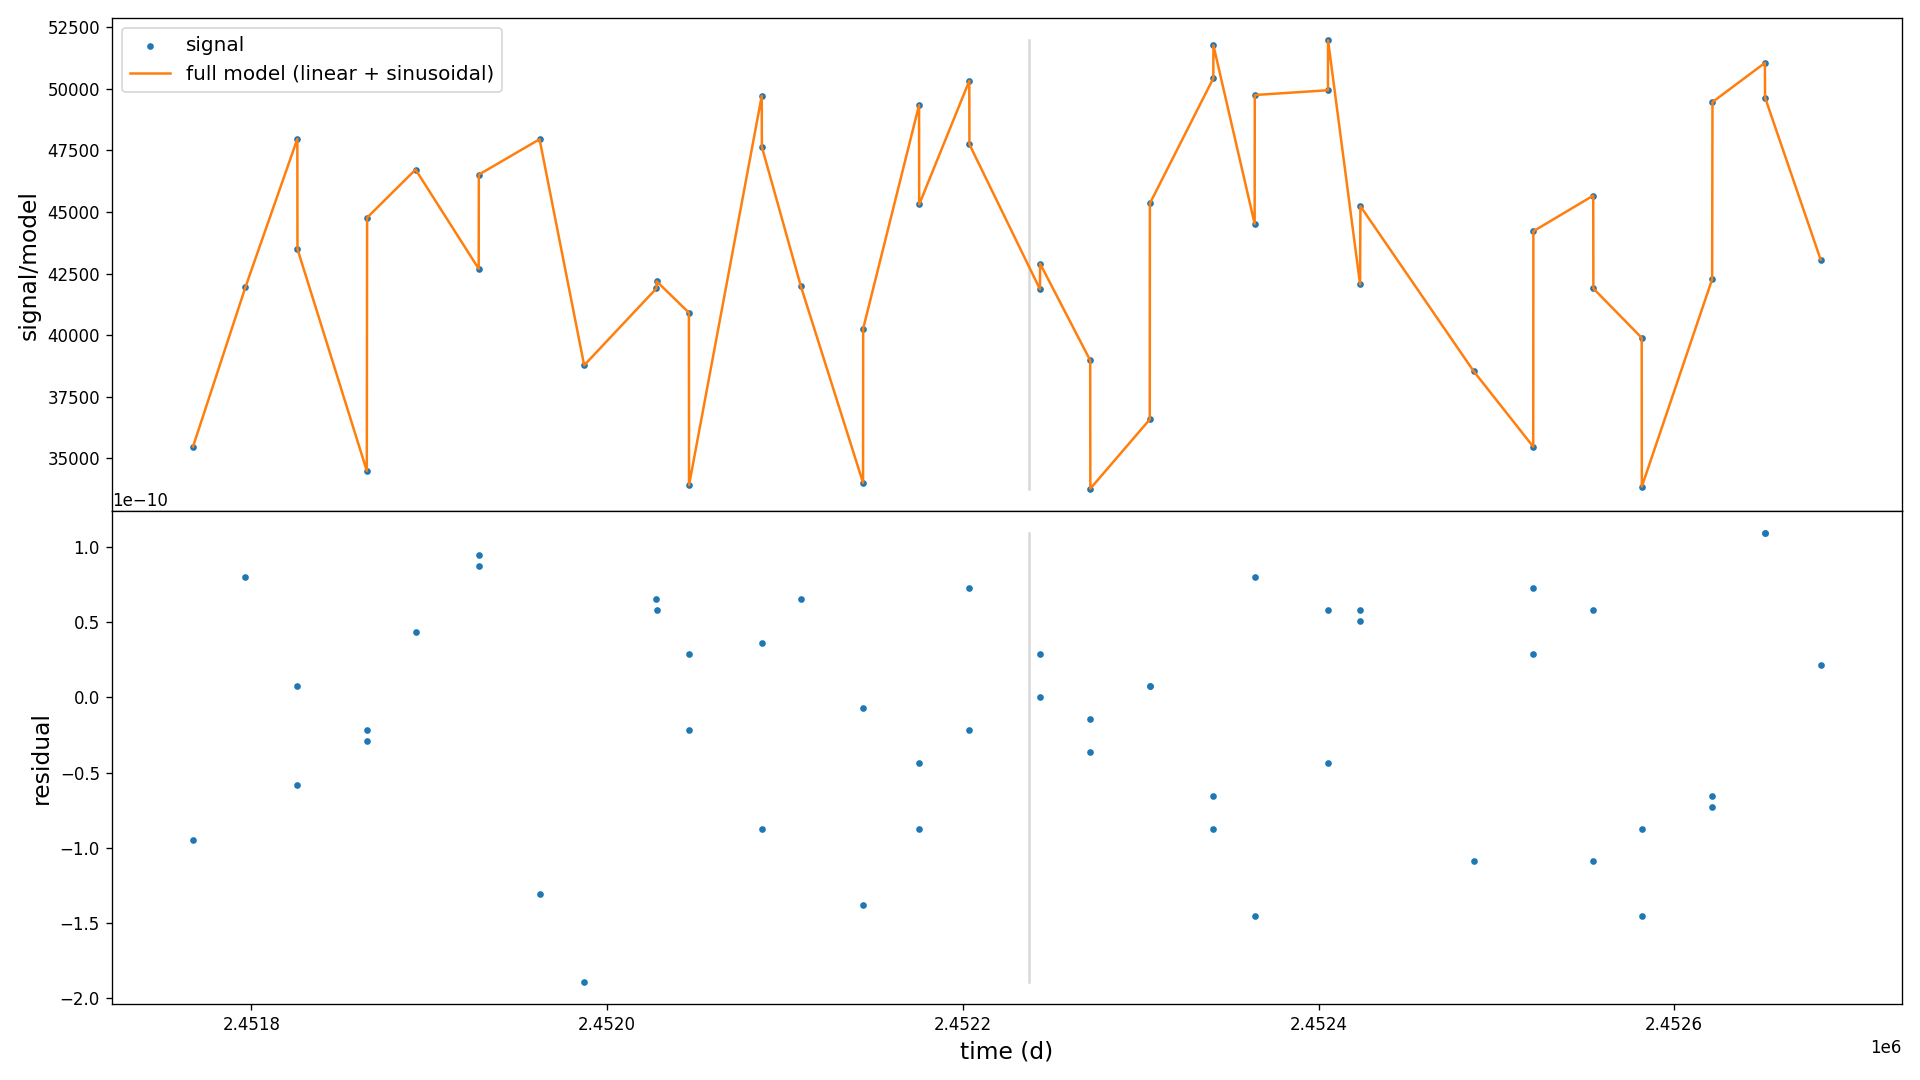 52500
50000
47500
45000
42500
40000
37500
35000
signal/model
signal
full model (linear + sinusoidal)
1e−10
1.0
0.5
0.0
−0.5
−1.0
−1.5
−2.0
residual
2.4518
2.4520
2.4522
2.4524
2.4526
time (d)
1e6